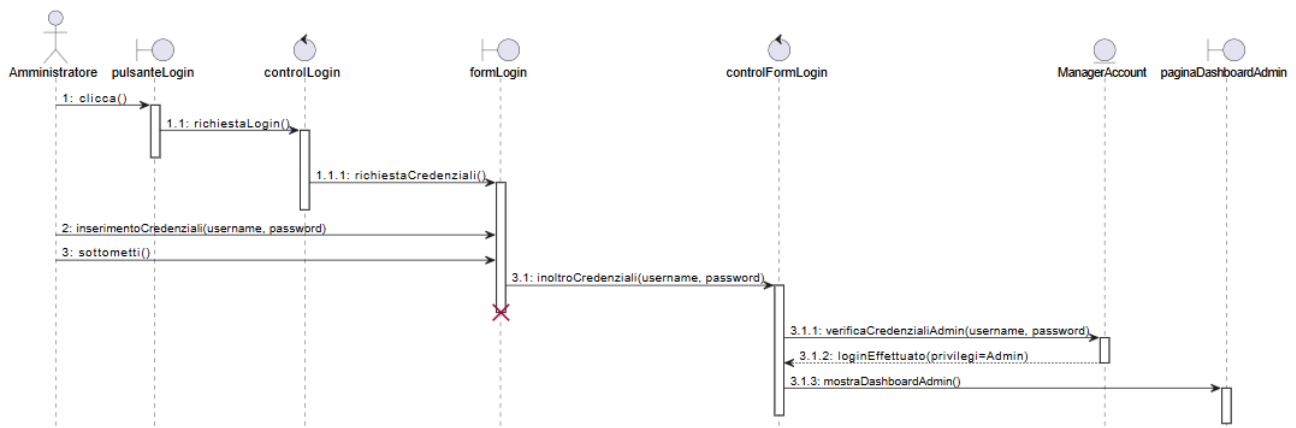 Amministratore pulsanteLogin controlLogin formLogin controlFormLogin ManagerAccount paginaDashboardAdmin
1: clicca()
1.1: richiestaLogin()
1.1.1: richiestaCredenziali()
2: inserimentoCredenziali(username, password)
3: sottometti()
3.1: inoltroCredenziali(username, password)
3.1.1: verificaCredenzialiAdmin(username, password)
3.1.2: loginEffettuato(privilegi=Admin)
3.1.3: mostraDashboardAdmin()